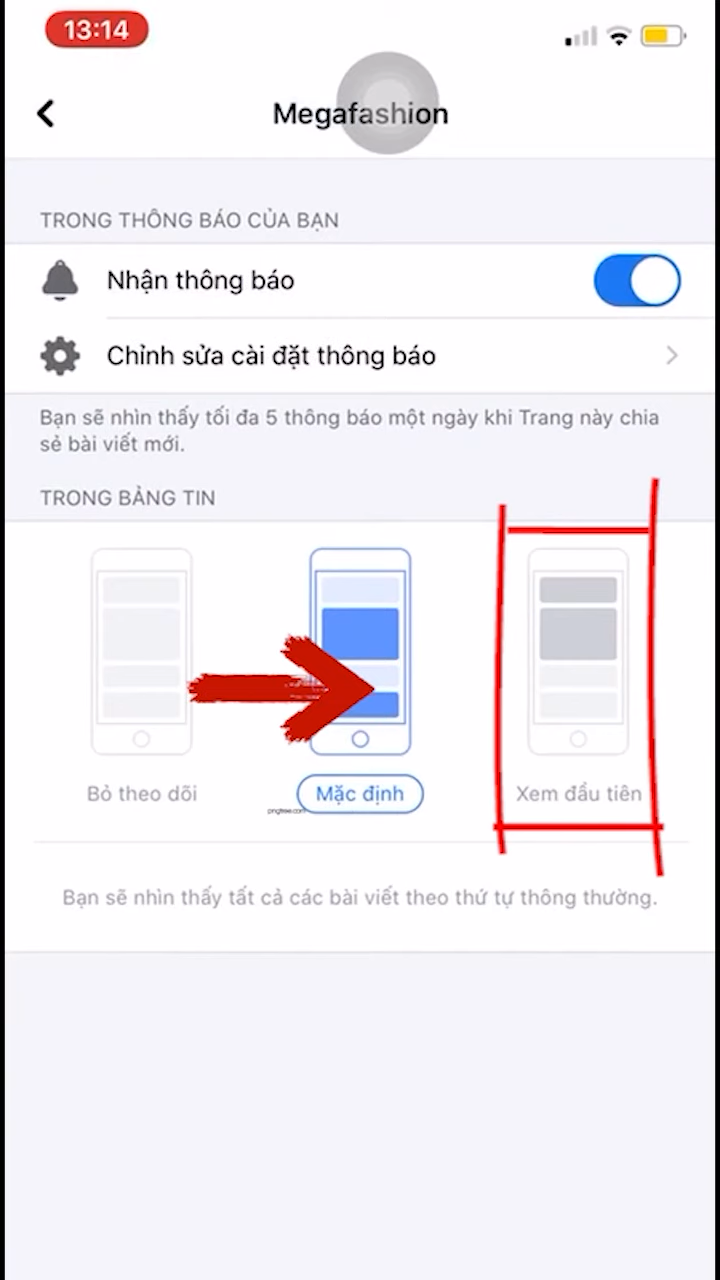 13:14
Megafashion
TRONG THÔNG BÁO CỦA BẠN
Nhận thông báo
Chỉnh sửa cài đặt thông báo
Bạn sẽ nhìn thấy tối đa 5 thông báo một ngày khi Trang này chia
sẻ bài viết mới.
TRONG BẢNG TIN
Bỏ theo dõi
Mặc định
Xem đầu tiên
pngtree.com
Bạn sẽ nhìn thấy tất cả các bài viết theo thứ tự thông thường.